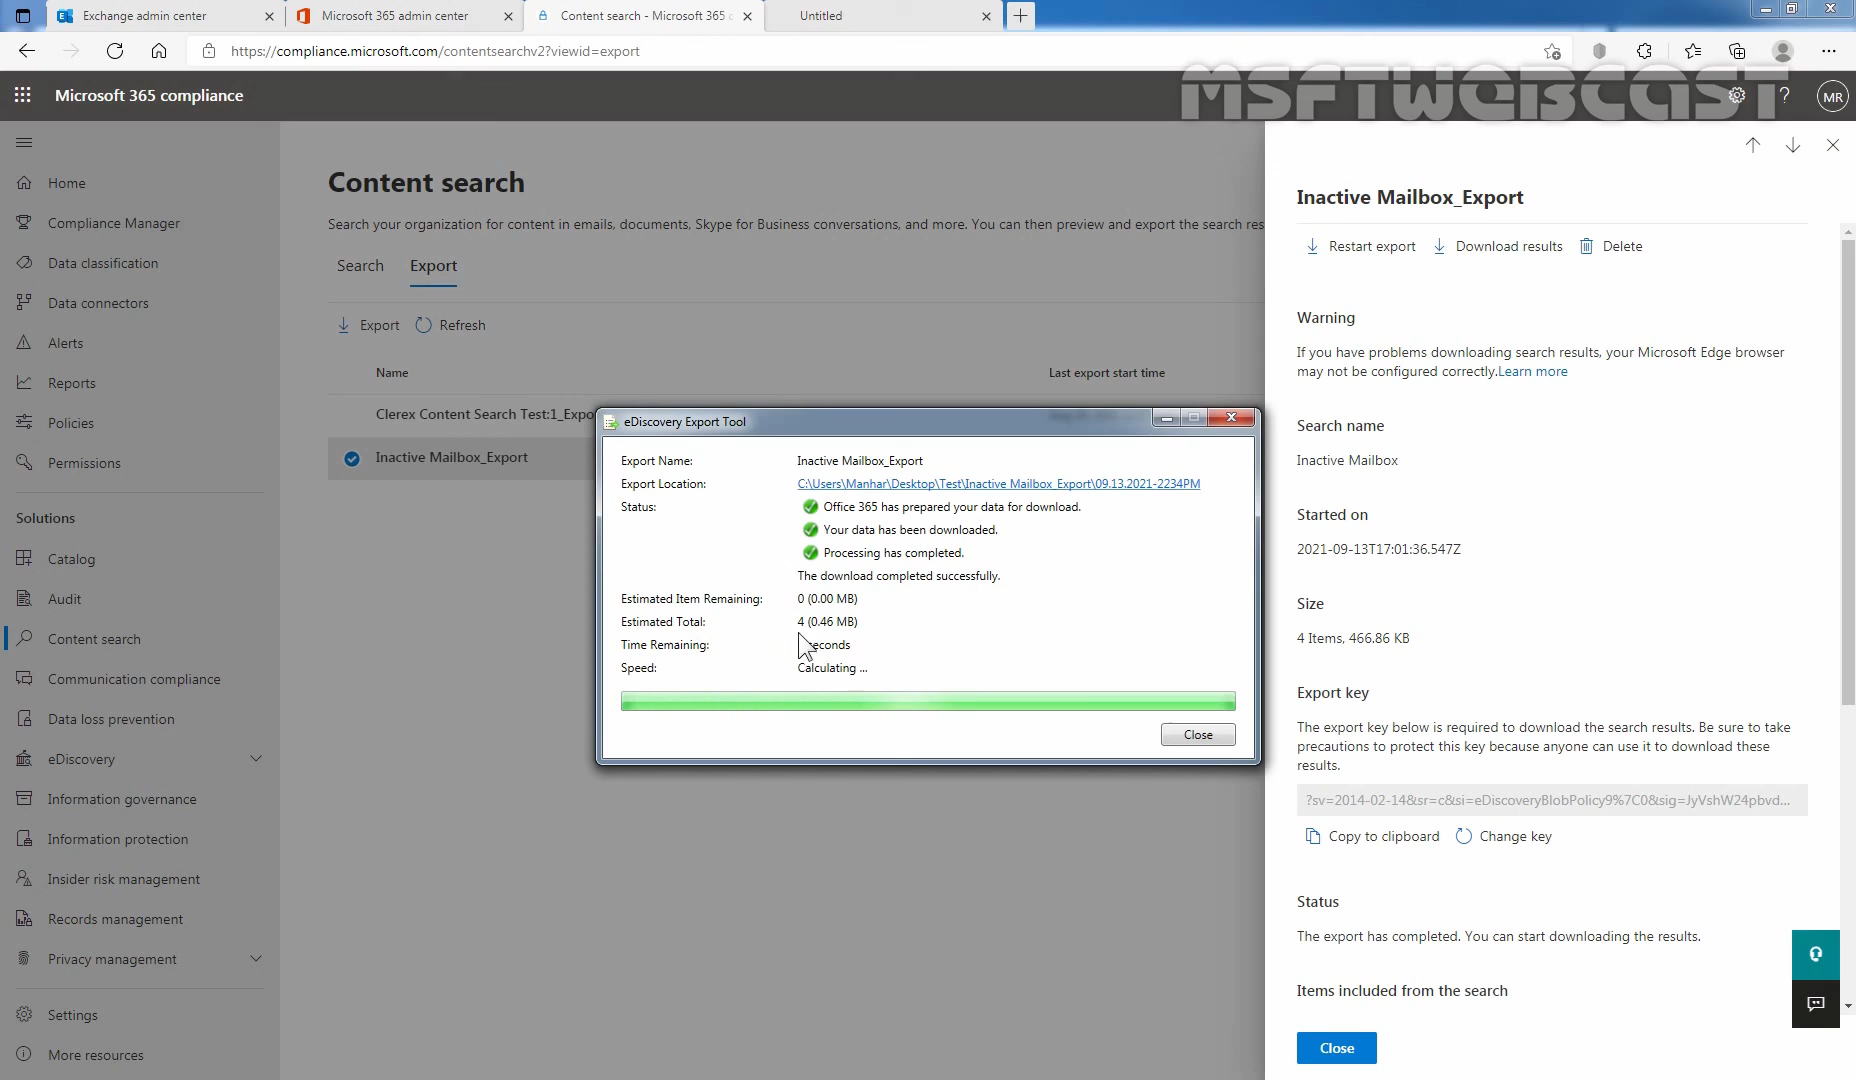 Exchange admin center
Microsoft 365 admin center
Content search - Microsoft 365 c
Untitled
https://compliance.microsoft.com/contentsearchv2?viewid=export
MSFTWEBCAST
Microsoft 365 compliance
MR
Home
Compliance Manager
Data classification
Data connectors
Alerts
Reports
Policies
Permissions
Solutions
Catalog
Audit
Content search
Communication compliance
Data loss prevention
eDiscovery
Information governance
Information protection
Insider risk management
Records management
Privacy management
Settings
More resources
Content search
Search your organization for content in emails, documents, Skype for Business conversations, and more. You can then preview and export the search res
Search Export
Export Refresh
Name Last export start time
Clerex Content Search Test:1_Expo
Inactive Mailbox_Export
eDiscovery Export Tool
Export Name: Inactive Mailbox_Export
Export Location: C:\Users\Manhar\Desktop\Test\Inactive Mailbox_Export\09.13.2021-2234PM
Status: Office 365 has prepared your data for download.
Your data has been downloaded.
Processing has completed.
The download completed successfully.
Estimated Item Remaining: 0 (0.00 MB)
Estimated Total: 4 (0.46 MB)
Time Remaining: econds
Speed: Calculating ...
Close
Inactive Mailbox_Export
Restart export Download results Delete
Warning
If you have problems downloading search results, your Microsoft Edge browser
may not be configured correctly.Learn more
Search name
Inactive Mailbox
Started on
2021-09-13T17:01:36.547Z
Size
4 Items, 466.86 KB
Export key
The export key below is required to download the search results. Be sure to take
precautions to protect this key because anyone can use it to download these
results.
?sv=2014-02-14&sr=c&si=eDiscoveryBlobPolicy9%7C0&sig=JyVshW24pbvd...
Copy to clipboard Change key
Status
The export has completed. You can start downloading the results.
Items included from the search
Close